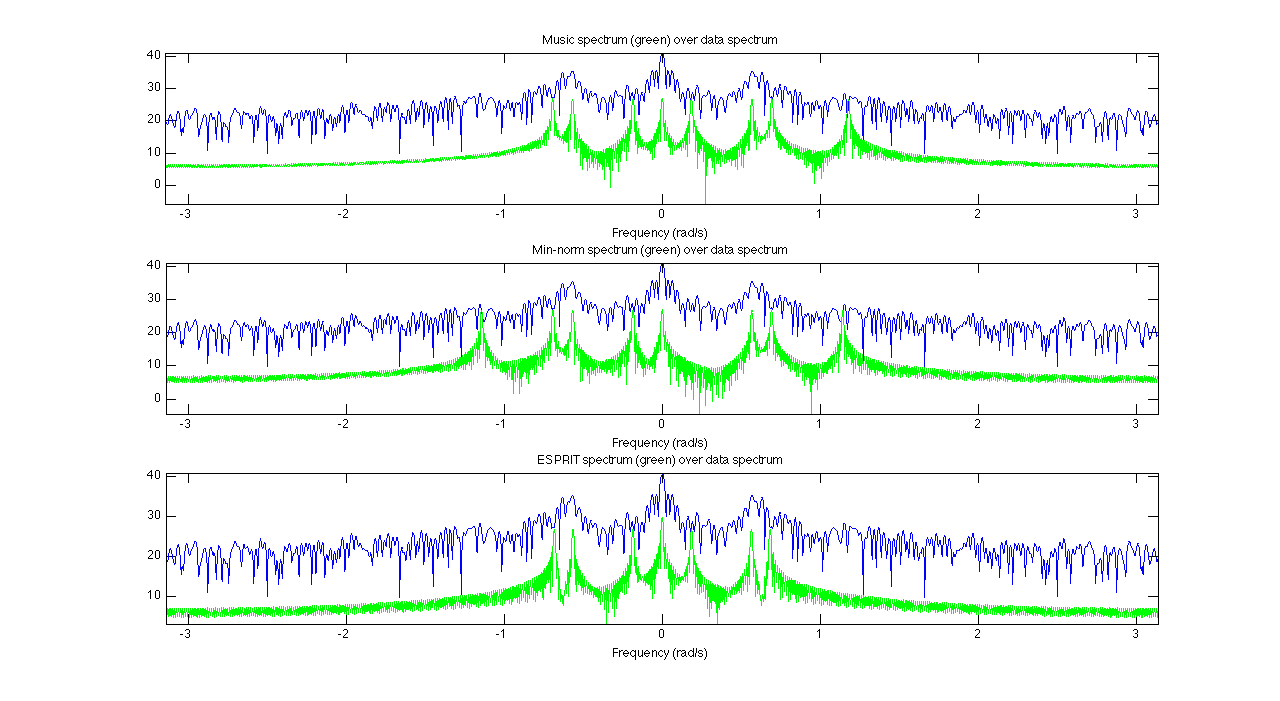 Music spectrum (green) over data spectrum
40
30
20
10
0
-3 -2 -1 0 1 2 3
Frequency (rad/s)
Min-norm spectrum (green) over data spectrum
40
30
20
10
0
-3 -2 -1 0 1 2 3
Frequency (rad/s)
ESPRIT spectrum (green) over data spectrum
40
30
20
10
-3 -2 -1 0 1 2 3
Frequency (rad/s)